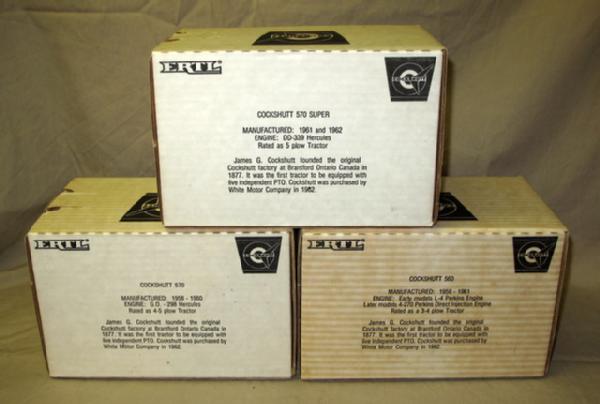 ERTL
COCKSHUTT
COCKSHUTT 570 SUPER
MANUFACTURED: 1961 and 1962
ENGINE: DD-339 Hercules
Rated as 5 plow Tractor
James G. Cockshutt founded the original
Cockshutt factory at Brantford Ontario Canada in
1877. It was the first tractor to be equipped with
live independent PTO. Cockshutt was purchased by
White Motor Company in 1962.
ERTL
COCKSHUTT 570
MANUFACTURED: 1958 - 1960
ENGINE: G.D. -298 Hercules
Rated as 4-5 plow Tractor
James G. Cockshutt founded the original
Cockshutt factory at Brantford Ontario Canada in
1877. It was the first tractor to be equipped with
live independent PTO. Cockshutt was purchased by
White Motor Company in 1962.
ERTL
COCKSHUTT 560
MANUFACTURED: 1958 - 1961
ENGINE: Early models L-4 Perkins Engine
Later models 4-270 Perkins Direct Injection Engine
Rated as a 3-4 plow Tractor
James G. Cockshutt founded the original
Cockshutt factory at Brantford Ontario Canada in
1877. It was the first tractor to be equipped with
live independent PTO. Cockshutt was purchased by
White Motor Company in 1962.